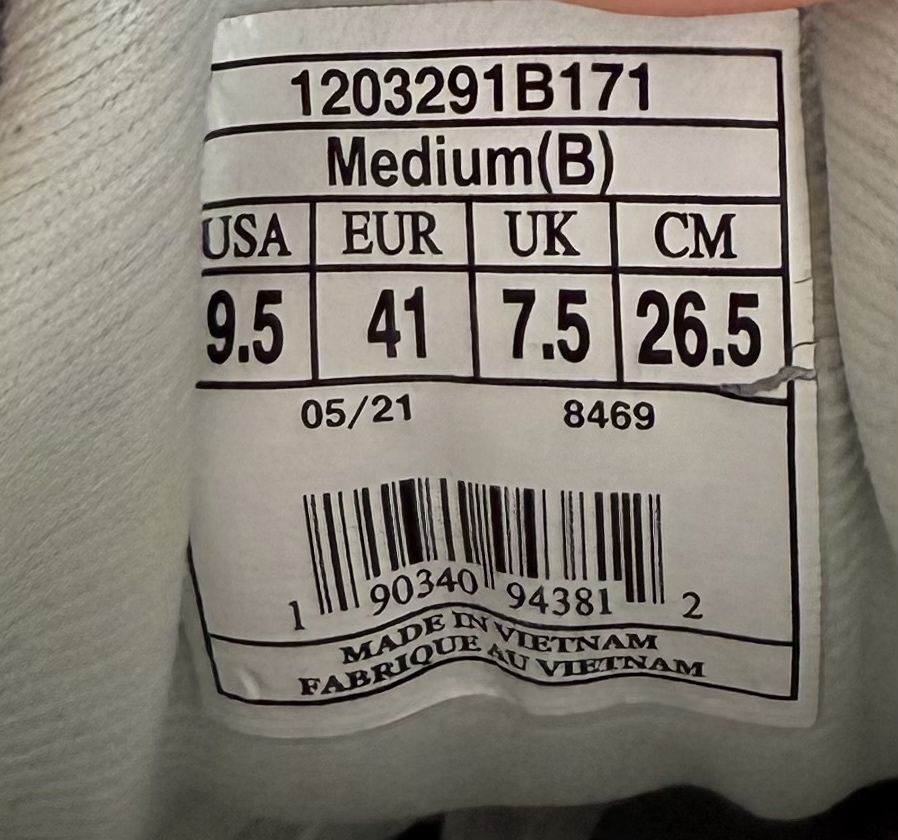 1203291B171
Medium(B)
USA EUR UK CM
9.5 41 7.5 26.5
05/21 8469
1 90340 94381 2
MADE IN VIETNAM
FABRIQUE AU VIETNAM